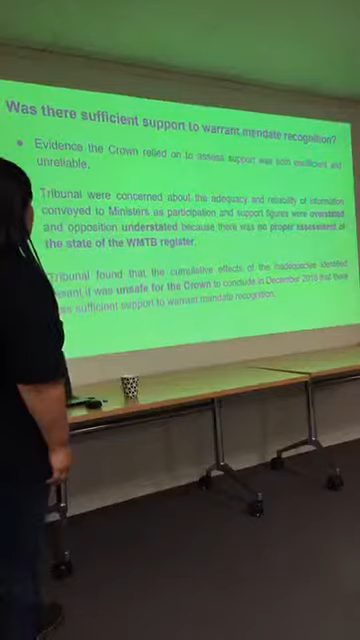 Was there sufficient support to warrant mandate recognition?
Evidence the Crown relied on to assess support was both insufficient and
unreliable.
Tribunal were concerned about the adequacy and reliability of information
conveyed to Ministers as participation and support figures were overstated
and opposition understated because there was no proper assessment of
the state of the WMTB register.
Tribunal found that the cumulative effects of the inadequacies identified
meant it was unsafe for the Crown to conclude in December 2016 that there
was sufficient support to warrant mandate recognition.